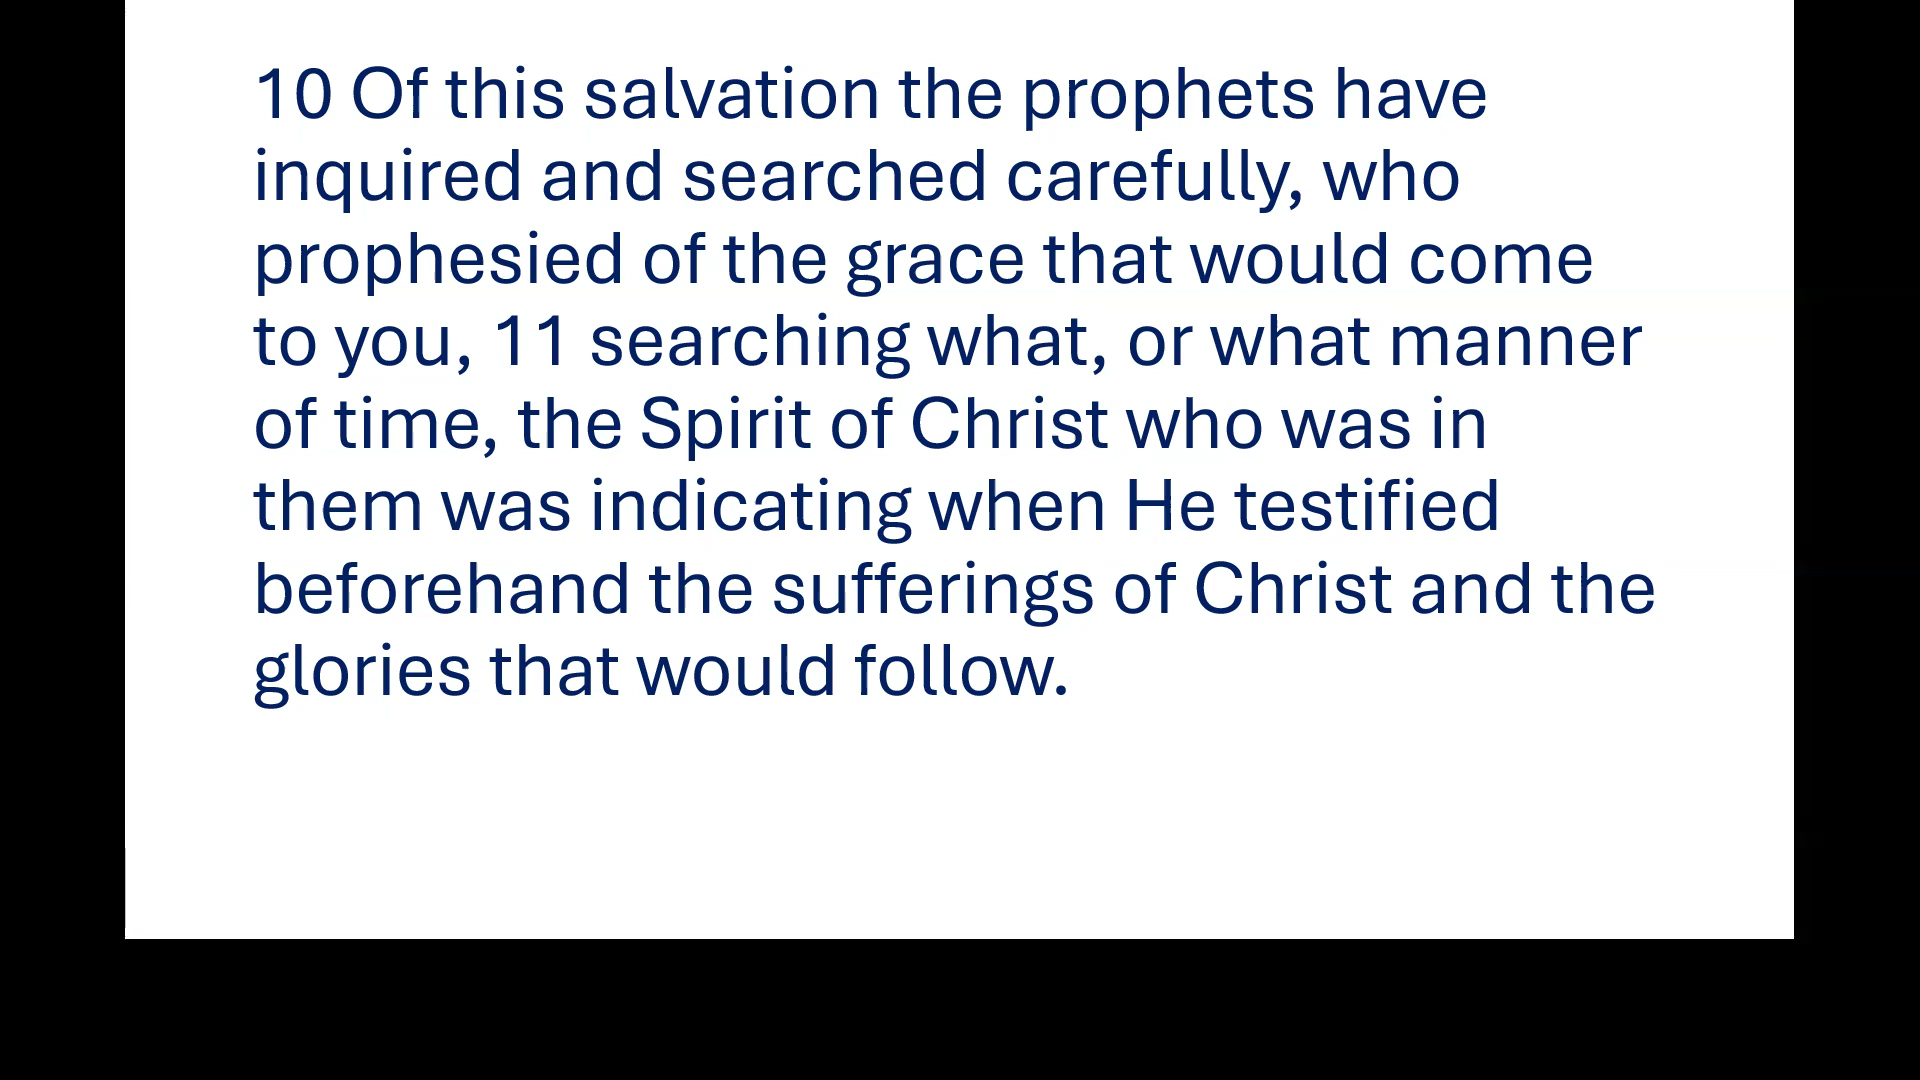 10 Of this salvation the prophets have
inquired and searched carefully, who
prophesied of the grace that would come
to you, 11 searching what, or what manner
of time, the Spirit of Christ who was in
them was indicating when He testified
beforehand the sufferings of Christ and the
glories that would follow.